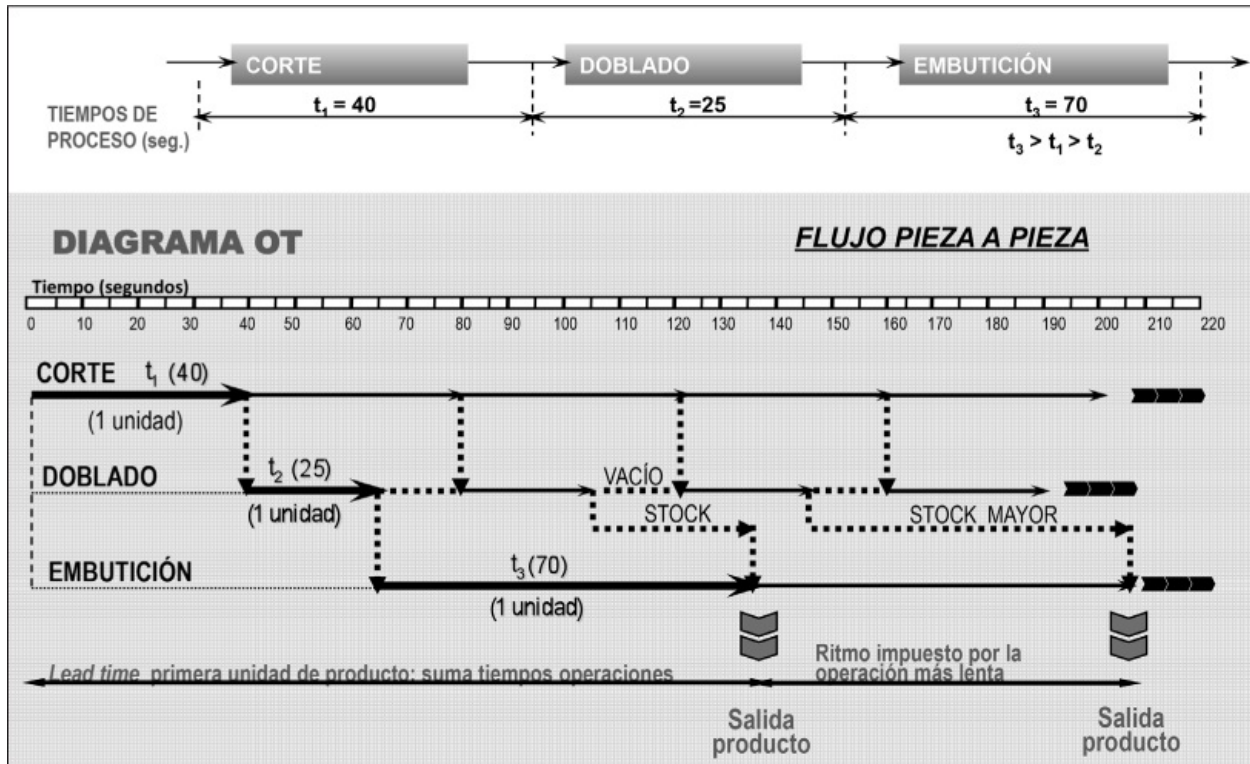 CORTE
DOBLADO
EMBUTICIÓN
TIEMPOS DE
PROCESO (seg.)
t₁ = 40
t₂ =25
t₃ = 70
t₃ > t₁ > t₂
DIAGRAMA OT
FLUJO PIEZA A PIEZA
Tiempo (segundos)
0 10 20 30 40 50 60 70 80 90 100 110 120 130 140 150 160 170 180 190 200 210 220
CORTE t₁ (40)
(1 unidad)
DOBLADO
t₂ (25)
(1 unidad)
VACÍO
STOCK
STOCK MAYOR
EMBUTICIÓN
t₃ (70)
(1 unidad)
Lead time primera unidad de producto: suma tiempos operaciones
Ritmo impuesto por la
operación más lenta
Salida
producto
Salida
producto